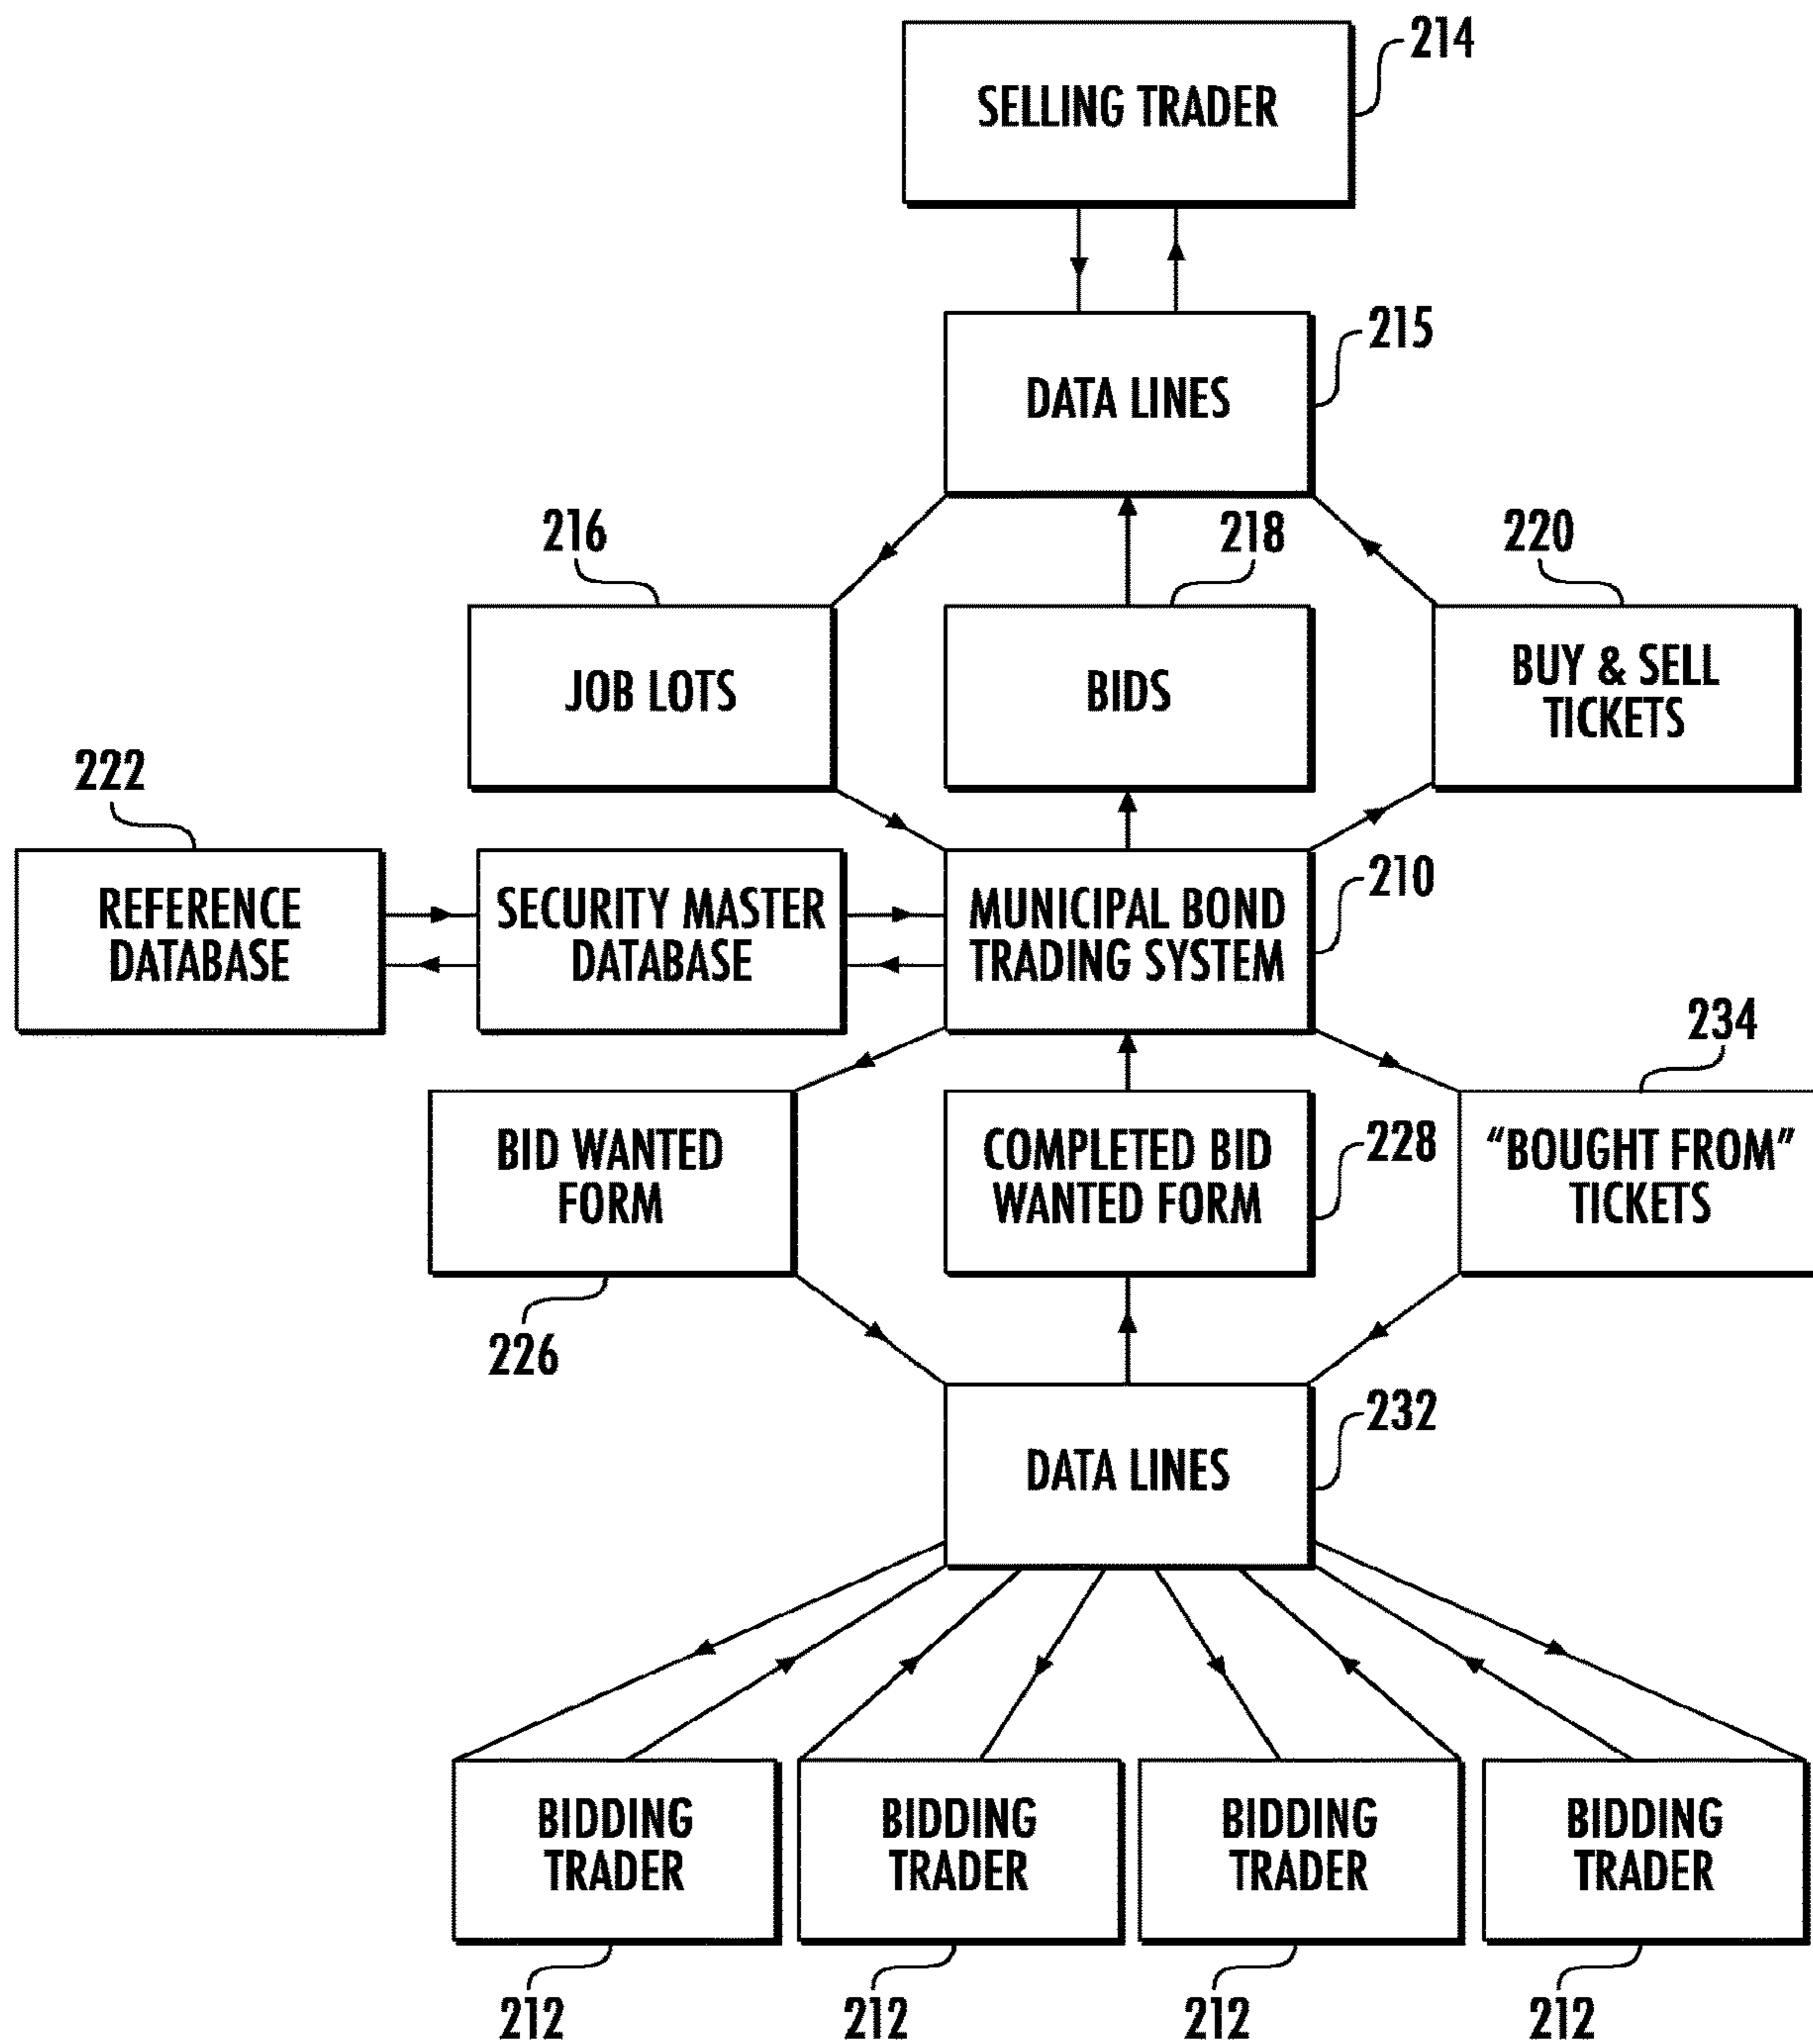 214
SELLING TRADER
215
DATA LINES
216
218
220
JOB LOTS
BIDS
BUY & SELL
TICKETS
222
210
REFERENCE
DATABASE
SECURITY MASTER
DATABASE
MUNICIPAL BOND
TRADING SYSTEM
234
BID WANTED
FORM
COMPLETED BID
WANTED FORM
228
“BOUGHT FROM”
TICKETS
226
232
DATA LINES
BIDDING
TRADER
BIDDING
TRADER
BIDDING
TRADER
BIDDING
TRADER
212
212
212
212